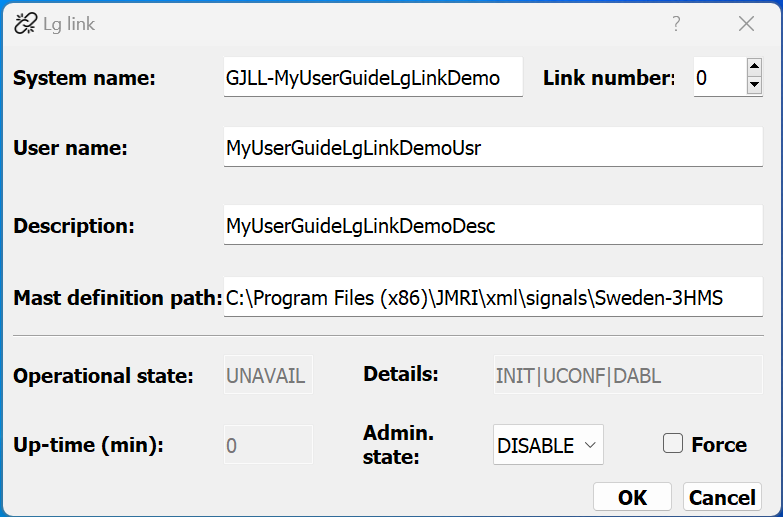 Lg link
System name: GJLL-MyUserGuideLgLinkDemo Link number: 0
User name: MyUserGuideLgLinkDemoUsr
Description: MyUserGuideLgLinkDemoDesc
Mast definition path: C:\Program Files (x86)\JMRI\xml\signals\Sweden-3HMS
Operational state: UNAVAIL Details: INIT|UCONF|DABL
Up-time (min): 0 Admin. state: DISABLE Force
OK Cancel